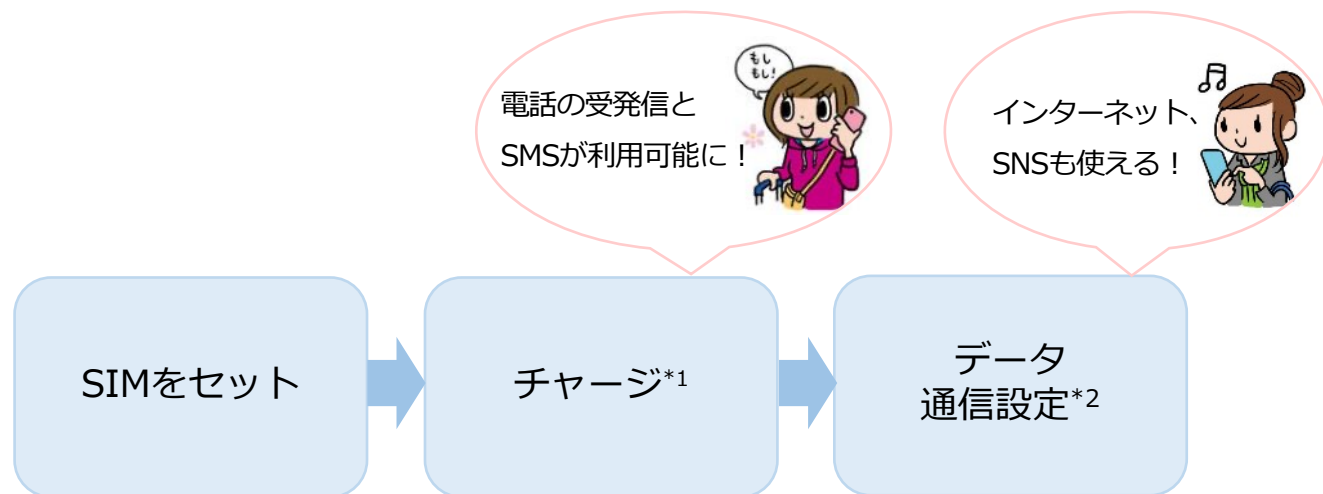 もし
もし!
電話の受発信と
SMSが利用可能に！
インターネット、
SNSも使える！
SIMをセット
チャージ*1
データ
通信設定*2